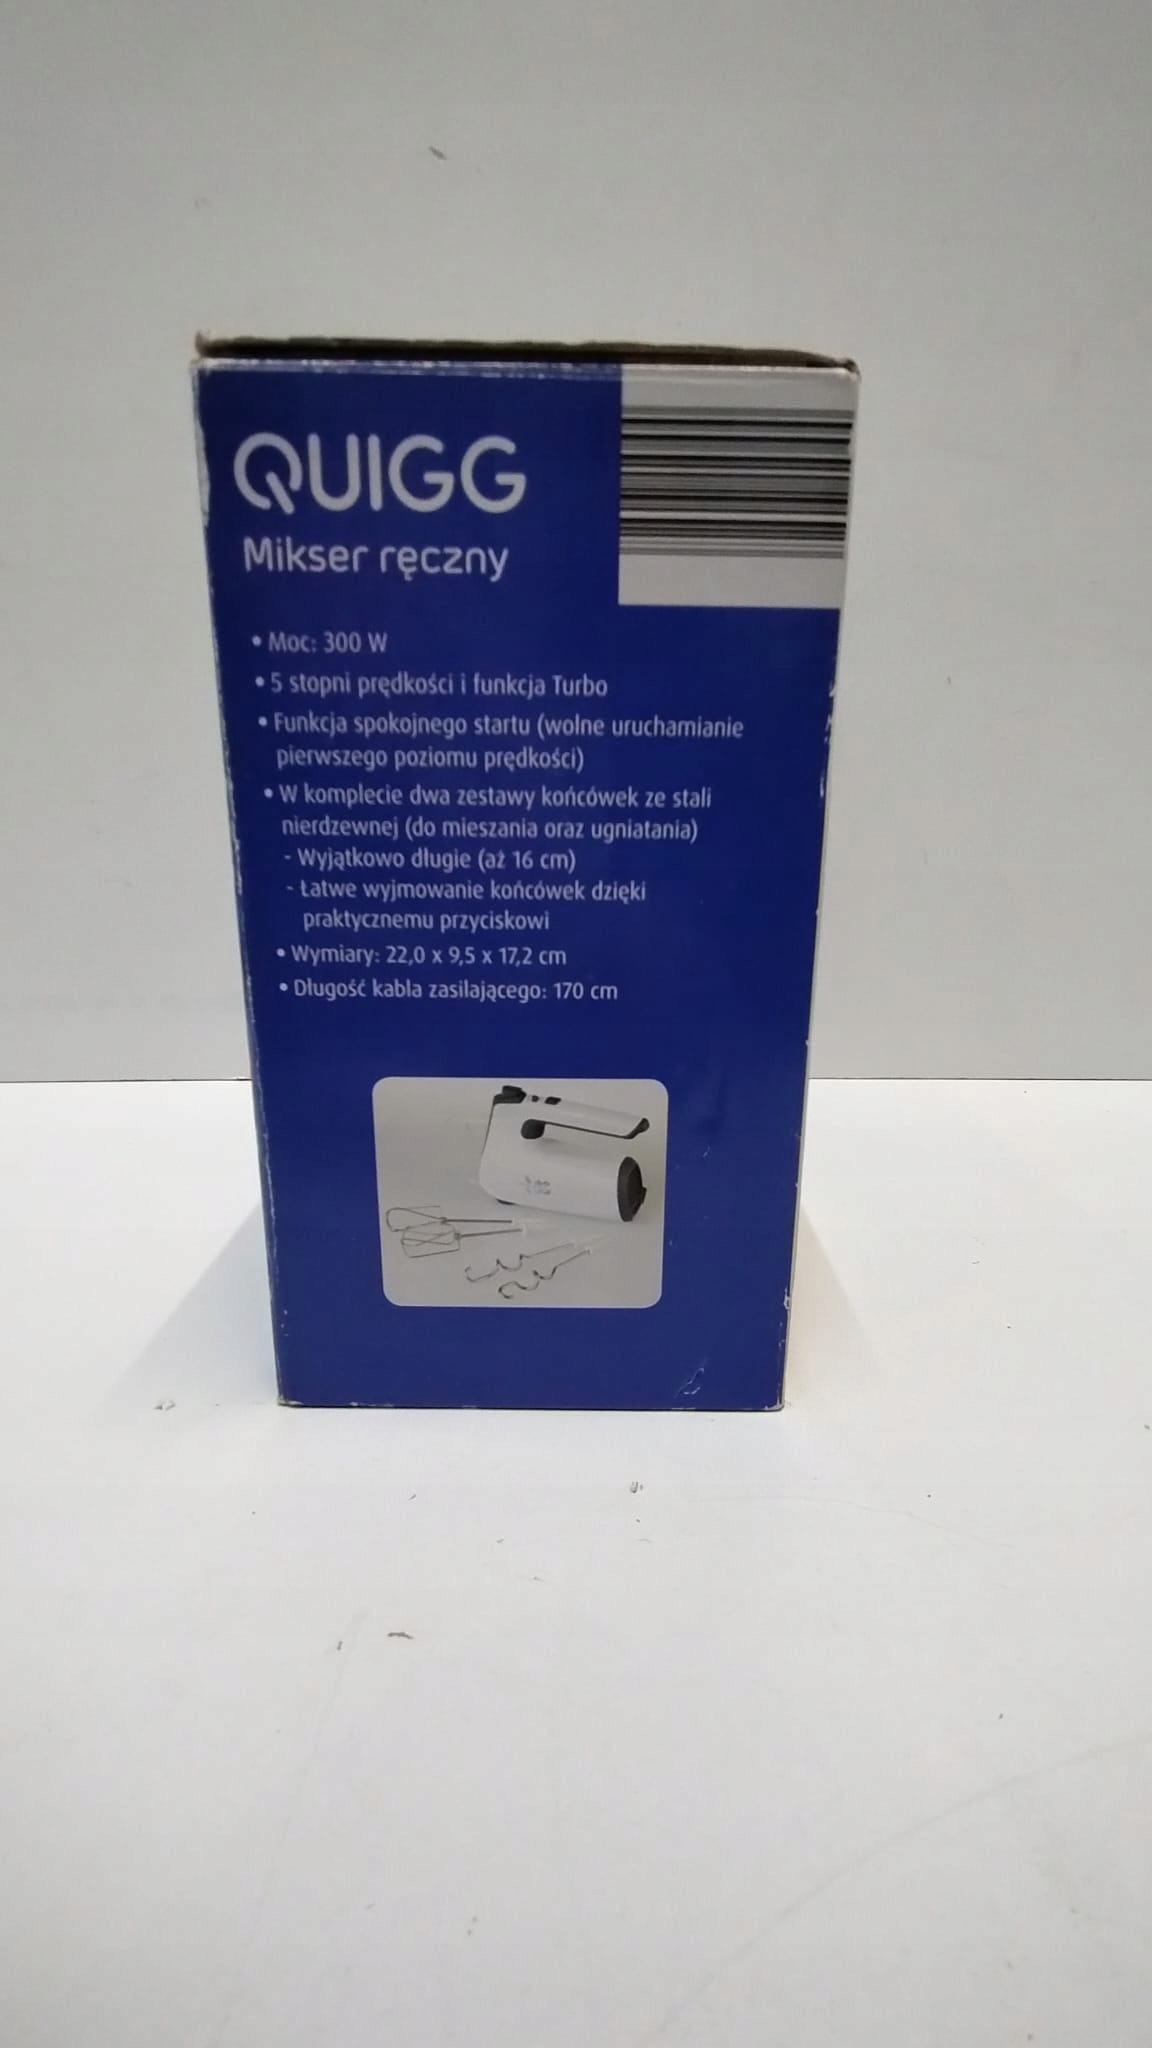 QUIGG
Mikser ręczny
• Moc: 300 W
• 5 stopni prędkości i funkcja Turbo
• Funkcja spokojnego startu (wolne uruchamianie
pierwszego poziomu prędkości)
• W komplecie dwa zestawy końcówek ze stali
nierdzewnej (do mieszania oraz ugniatania)
- Wyjątkowo długie (aż 16 cm)
- Łatwe wyjmowanie końcówek dzięki
praktycznemu przyciskowi
• Wymiary: 22,0 x 9,5 x 17,2 cm
• Długość kabla zasilającego: 170 cm